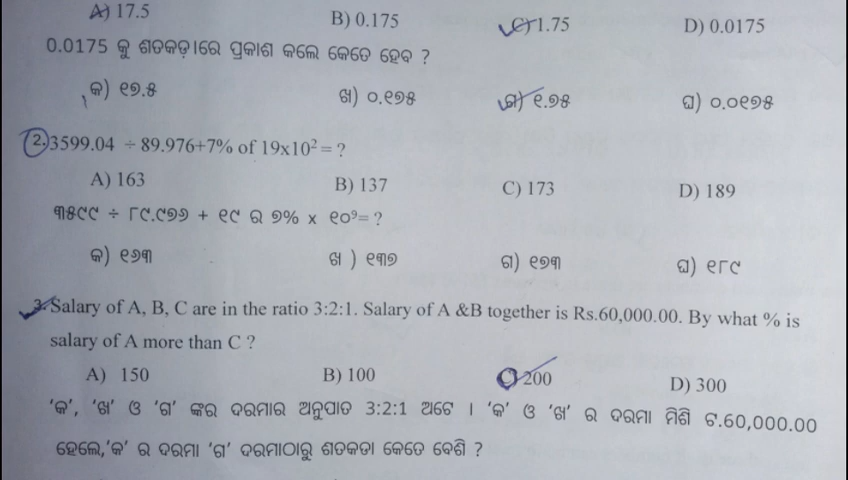 A) 17.5 B) 0.175 C) 1.75 D) 0.0175
0.0175 କୁ ଶତକଡ଼ାରେ ପ୍ରକାଶ କଲେ କେତେ ହେବ ?
କ) ୧୭.୫ ଖ) ୦.୧୭୫ ଗ) ୧.୭୫ ଘ) ୦.୦୧୭୫
2. 3599.04 ÷ 89.976+7% of 19x10² = ?
A) 163 B) 137 C) 173 D) 189
୩୫୯୯ ÷ ୮୯.୯୭୬ + ୧୯ ର ୭% x ୧୦² = ?
କ) ୧୬୩ ଖ ) ୧୩୭ ଗ) ୧୭୩ ଘ) ୧୮୯
3. Salary of A, B, C are in the ratio 3:2:1. Salary of A &B together is Rs.60,000.00. By what % is
salary of A more than C ?
A) 150 B) 100 C) 200 D) 300
'କ', 'ଖ' ଓ 'ଗ' ଙ୍କର ଦରମାର ଅନୁପାତ 3:2:1 ଅଟେ । 'କ' ଓ 'ଖ' ର ଦରମା ମିଶି ଟ.60,000.00
ହେଲେ,'କ' ର ଦରମା 'ଗ' ଦରମାଠାରୁ ଶତକଡା କେତେ ବେଶି ?